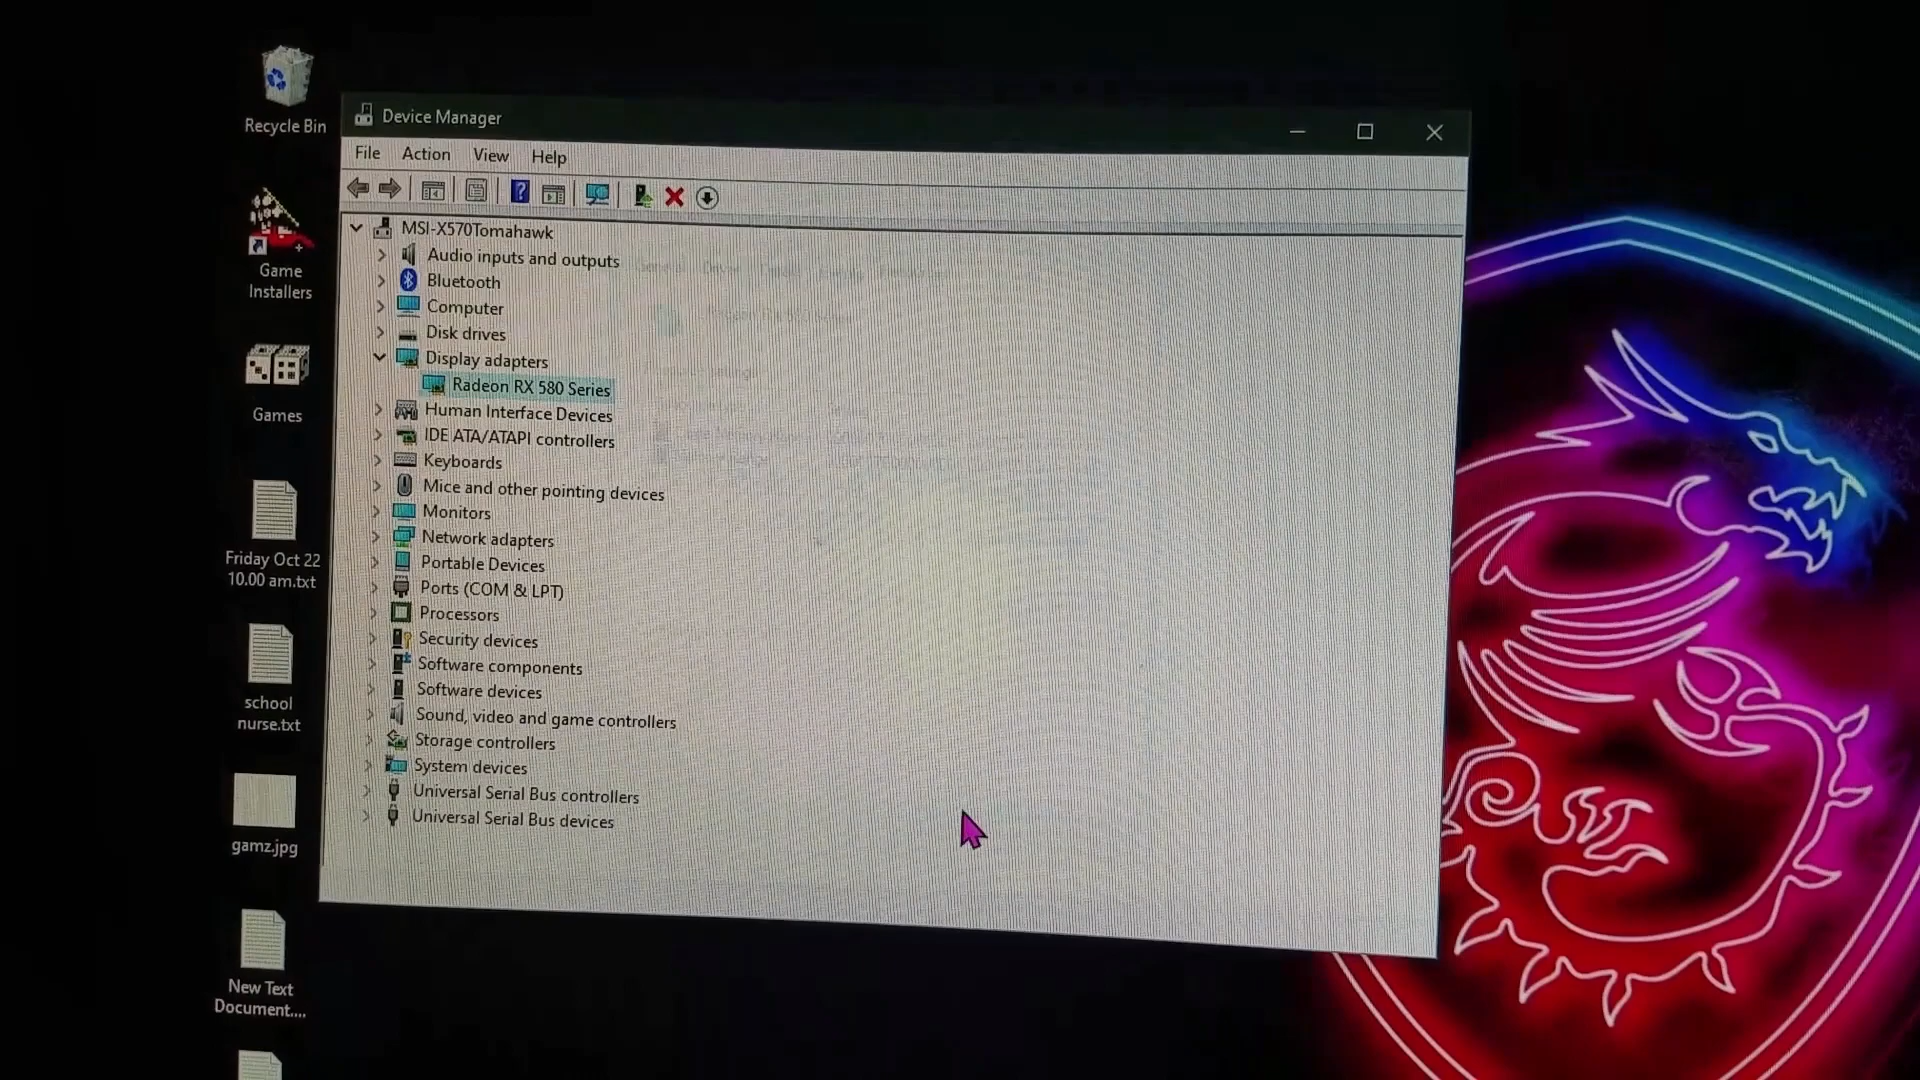 Recycle Bin
Game
Installers
Games
Friday Oct 22
10.00 am.txt
school
nurse.txt
gamz.jpg
New Text
Document....
Device Manager
File Action View Help
MSI-X570Tomahawk
Audio inputs and outputs
Bluetooth
Computer
Disk drives
Display adapters
Radeon RX 580 Series
Human Interface Devices
IDE ATA/ATAPI controllers
Keyboards
Mice and other pointing devices
Monitors
Network adapters
Portable Devices
Ports (COM & LPT)
Processors
Security devices
Software components
Software devices
Sound, video and game controllers
Storage controllers
System devices
Universal Serial Bus controllers
Universal Serial Bus devices